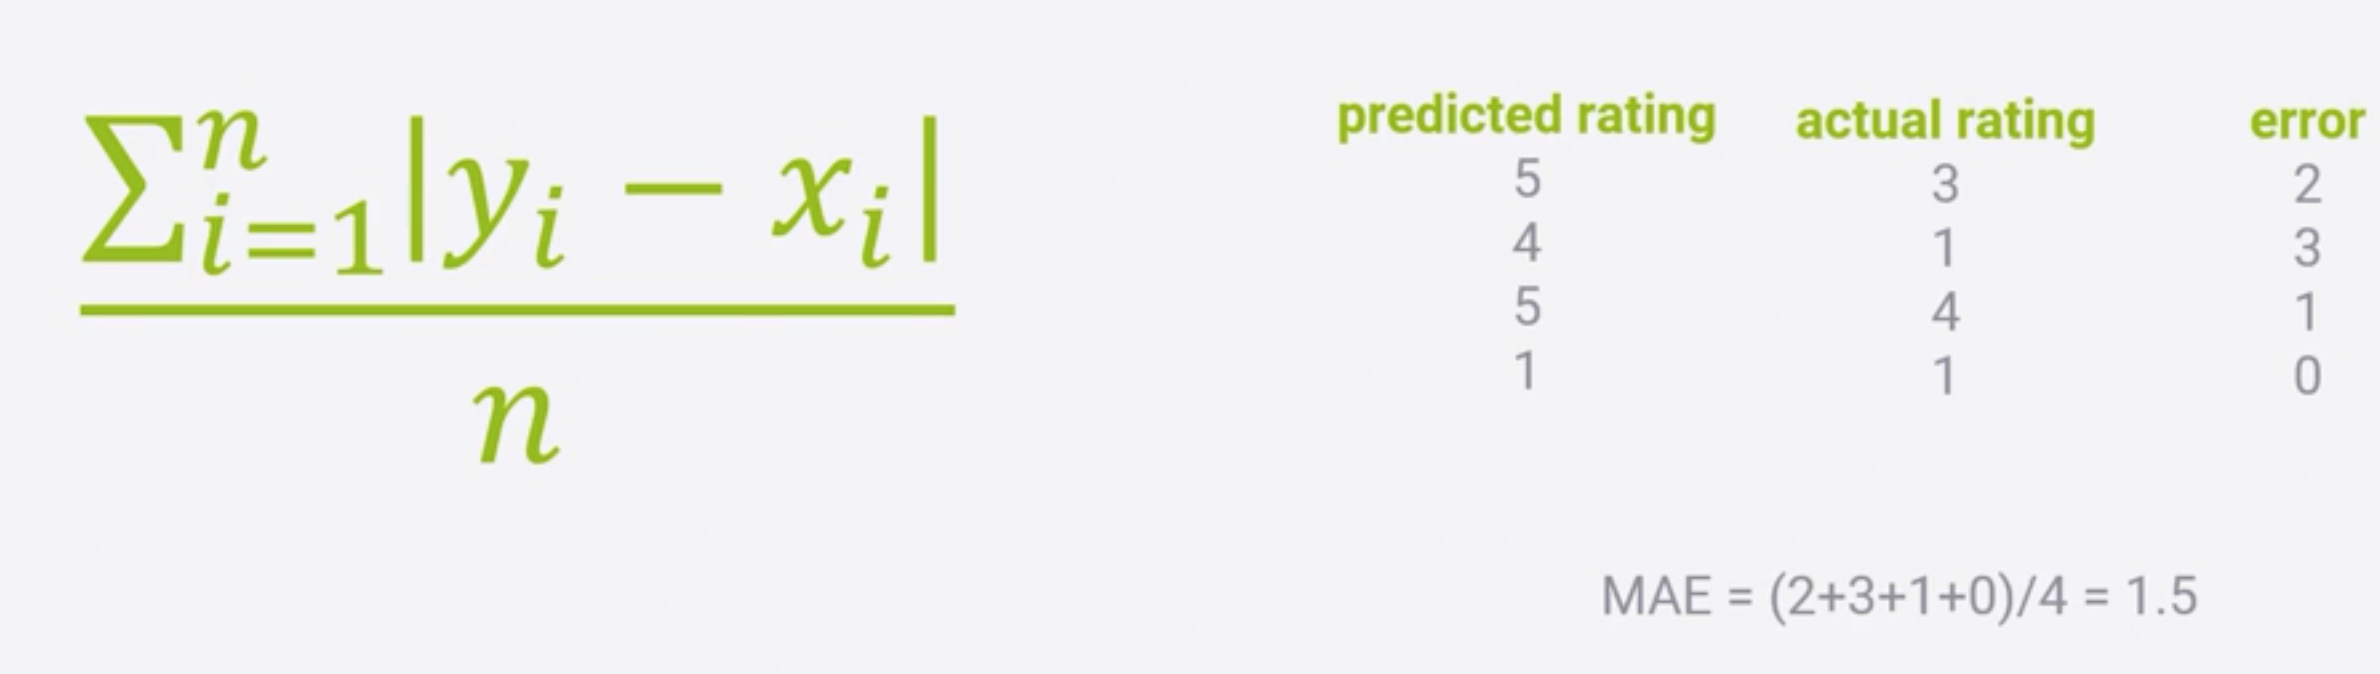 ∑ⁿᵢ₌₁|yᵢ − xᵢ|
n
predicted rating actual rating error
5 3 2
4 1 3
5 4 1
1 1 0
MAE = (2+3+1+0)/4 = 1.5